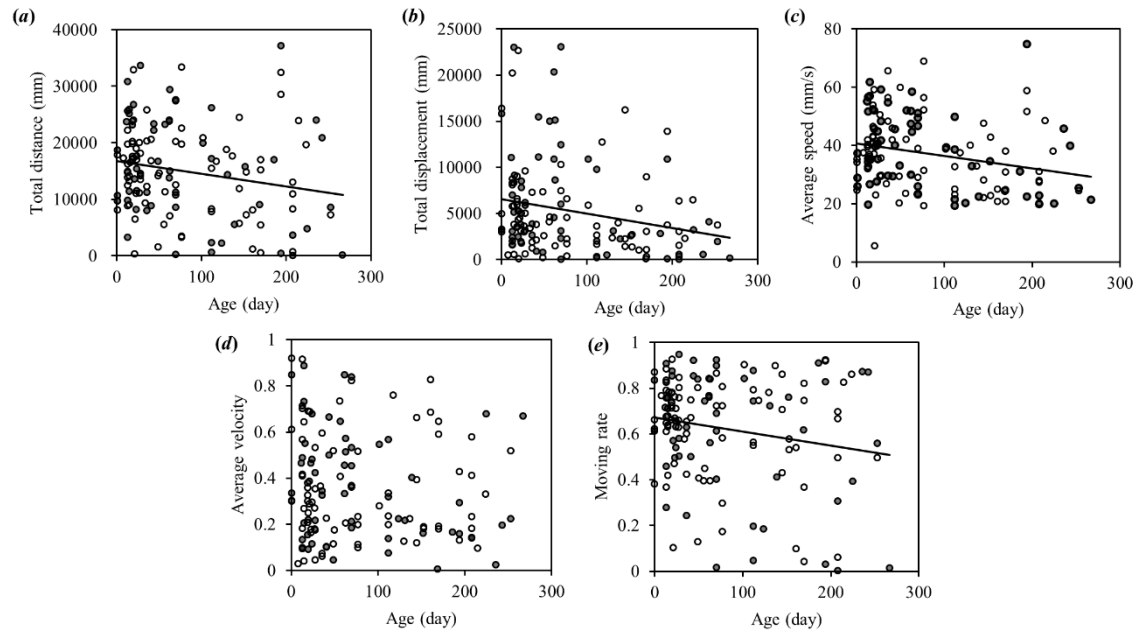 (a)
Total distance (mm)
40000
30000
20000
10000
0
0 100 200 300
Age (day)
(b)
Total displacement (mm)
25000
20000
15000
10000
5000
0
0 100 200 300
Age (day)
(c)
Average speed (mm/s)
80
60
40
20
0
0 100 200 300
Age (day)
(d)
Average velocity
1
0.8
0.6
0.4
0.2
0
0 100 200 300
Age (day)
(e)
Moving rate
1
0.8
0.6
0.4
0.2
0
0 100 200 300
Age (day)